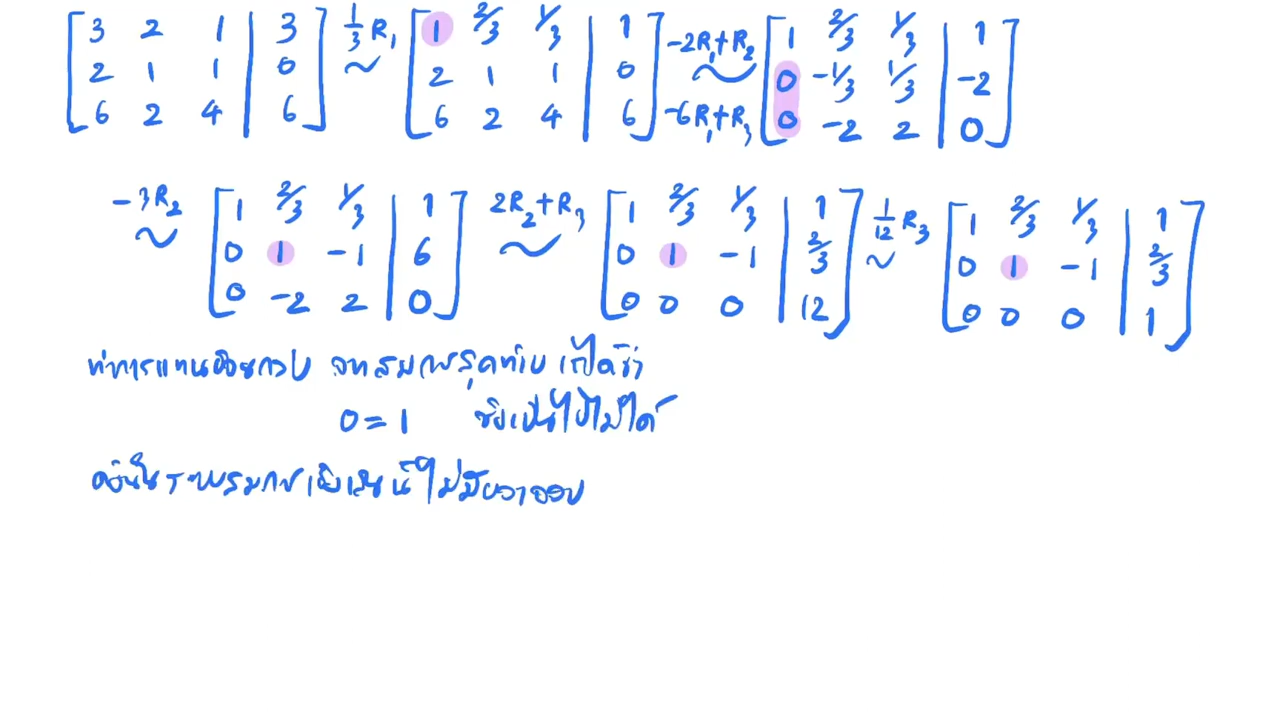 [3 2 1 | 3] 1/3 R₁ [1 2/3 1/3 | 1] -2R₁+R₂ [1 2/3 1/3 | 1]
[2 1 1 | 0] ~ [2 1 1 | 0] ~ [0 -1/3 1/3 | -2]
[6 2 4 | 6] [6 2 4 | 6] -6R₁+R₃ [0 -2 2 | 0]
-3R₂ [1 2/3 1/3 | 1] 2R₂+R₃ [1 2/3 1/3 | 1] 1/12 R₃ [1 2/3 1/3 | 1]
~ [0 1 -1 | 6] ~ [0 1 -1 | 2/3] ~ [0 1 -1 | 2/3]
[0 -2 2 | 0] [0 0 0 | 12] [0 0 0 | 1]
ทำการแทนย้อนกลับ จากสมการสุดท้าย เราได้ว่า
0 = 1 ซึ่งเป็นไปไม่ได้
ดังนั้น ระบบสมการเชิงเส้นนี้ ไม่มีผลเฉลย